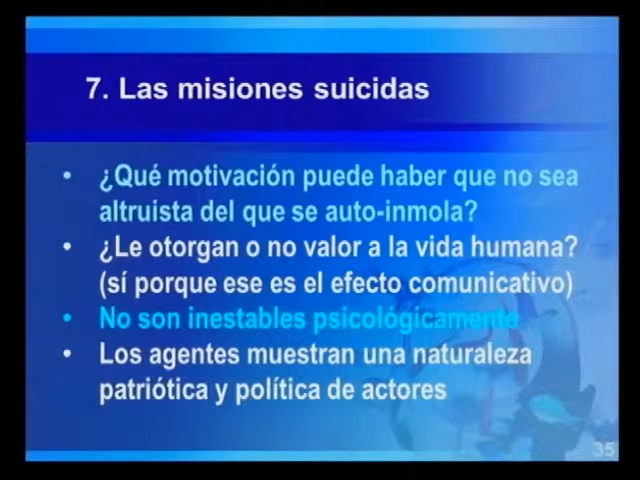 7. Las misiones suicidas
• ¿Qué motivación puede haber que no sea
altruista del que se auto-inmola?
• ¿Le otorgan o no valor a la vida humana?
(sí porque ese es el efecto comunicativo)
• No son inestables psicológicamente
• Los agentes muestran una naturaleza
patriótica y política de actores
35